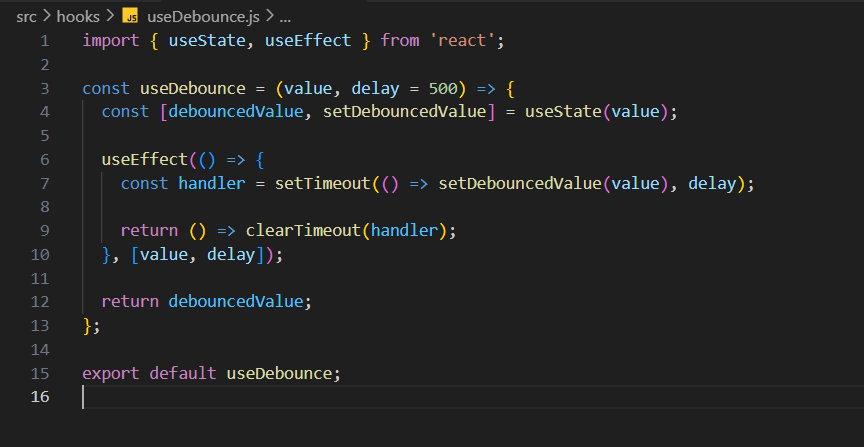 src > hooks > JS useDebounce.js > ...
1 import { useState, useEffect } from 'react';
2
3 const useDebounce = (value, delay = 500) => {
4   const [debouncedValue, setDebouncedValue] = useState(value);
5
6   useEffect(() => {
7     const handler = setTimeout(() => setDebouncedValue(value), delay);
8
9     return () => clearTimeout(handler);
10   }, [value, delay]);
11
12   return debouncedValue;
13 };
14
15 export default useDebounce;
16